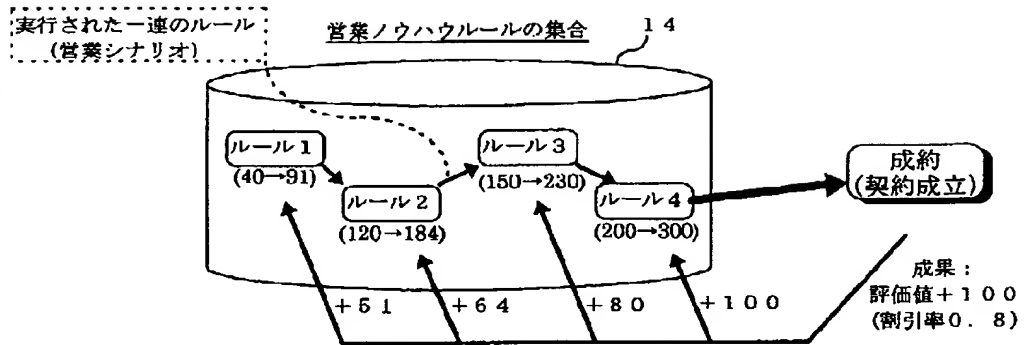 実行された一連のルール
(営業シナリオ)
営業ノウハウルールの集合
14
ルール1
(40→91)
ルール2
(120→184)
ルール3
(150→230)
ルール4
(200→300)
成約
(契約成立)
+51
+64
+80
+100
成果:
評価値+100
(割引率0.8)